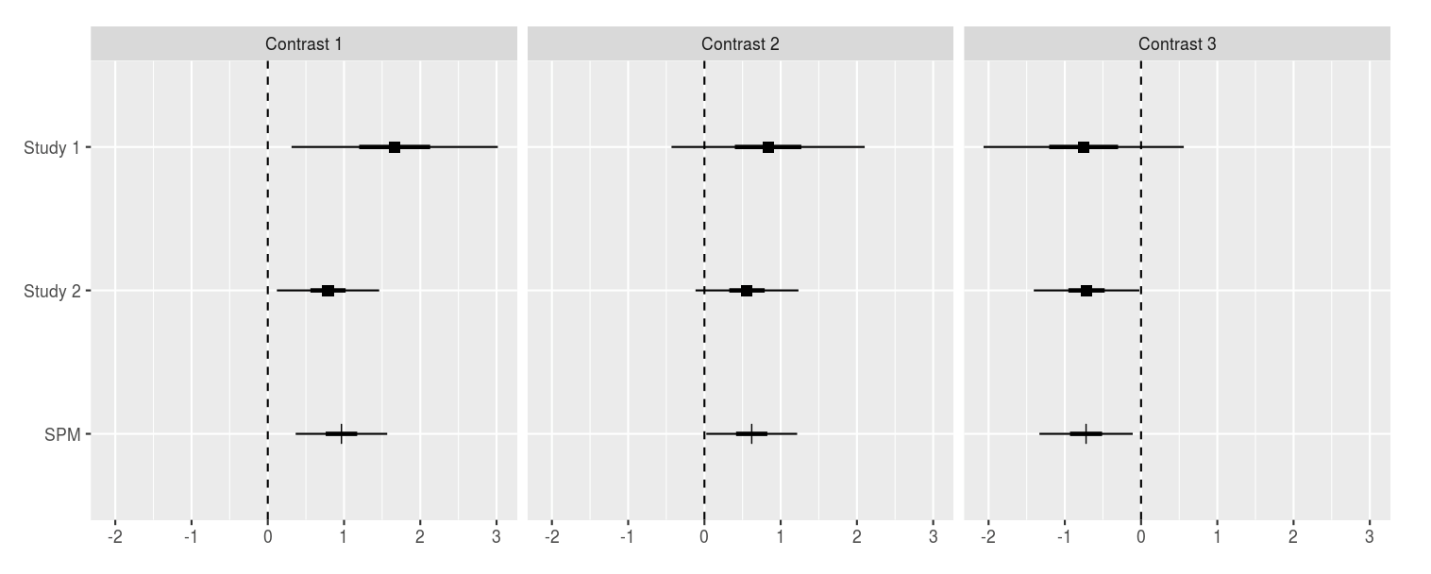 Contrast 1 Contrast 2 Contrast 3
Study 1
Study 2
SPM
-2 -1 0 1 2 3 -2 -1 0 1 2 3 -2 -1 0 1 2 3